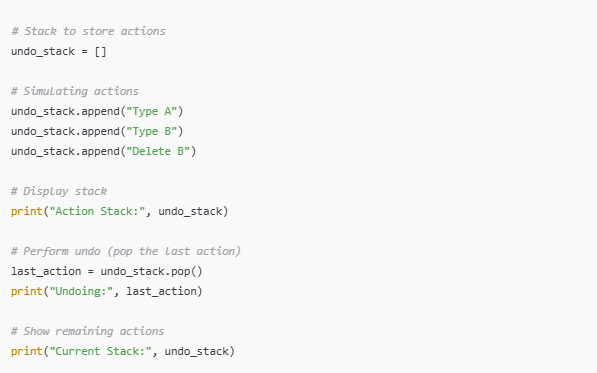 # Stack to store actions
undo_stack = []
# Simulating actions
undo_stack.append("Type A")
undo_stack.append("Type B")
undo_stack.append("Delete B")
# Display stack
print("Action Stack:", undo_stack)
# Perform undo (pop the last action)
last_action = undo_stack.pop()
print("Undoing:", last_action)
# Show remaining actions
print("Current Stack:", undo_stack)